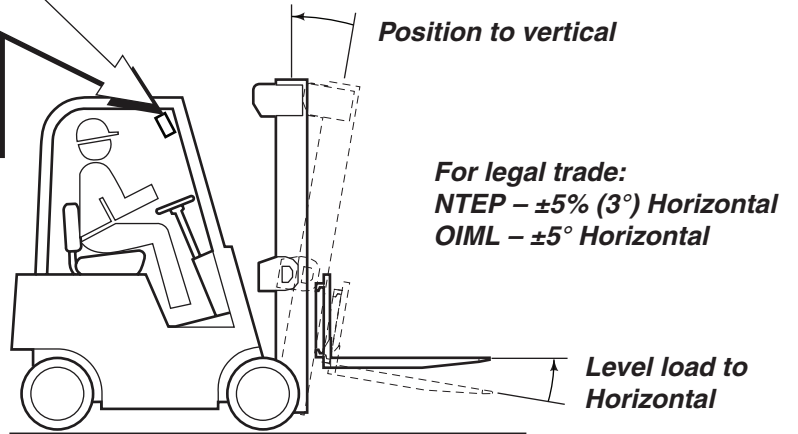 Position to vertical
For legal trade:
NTEP – ±5% (3°) Horizontal
OIML – ±5° Horizontal
Level load to
Horizontal